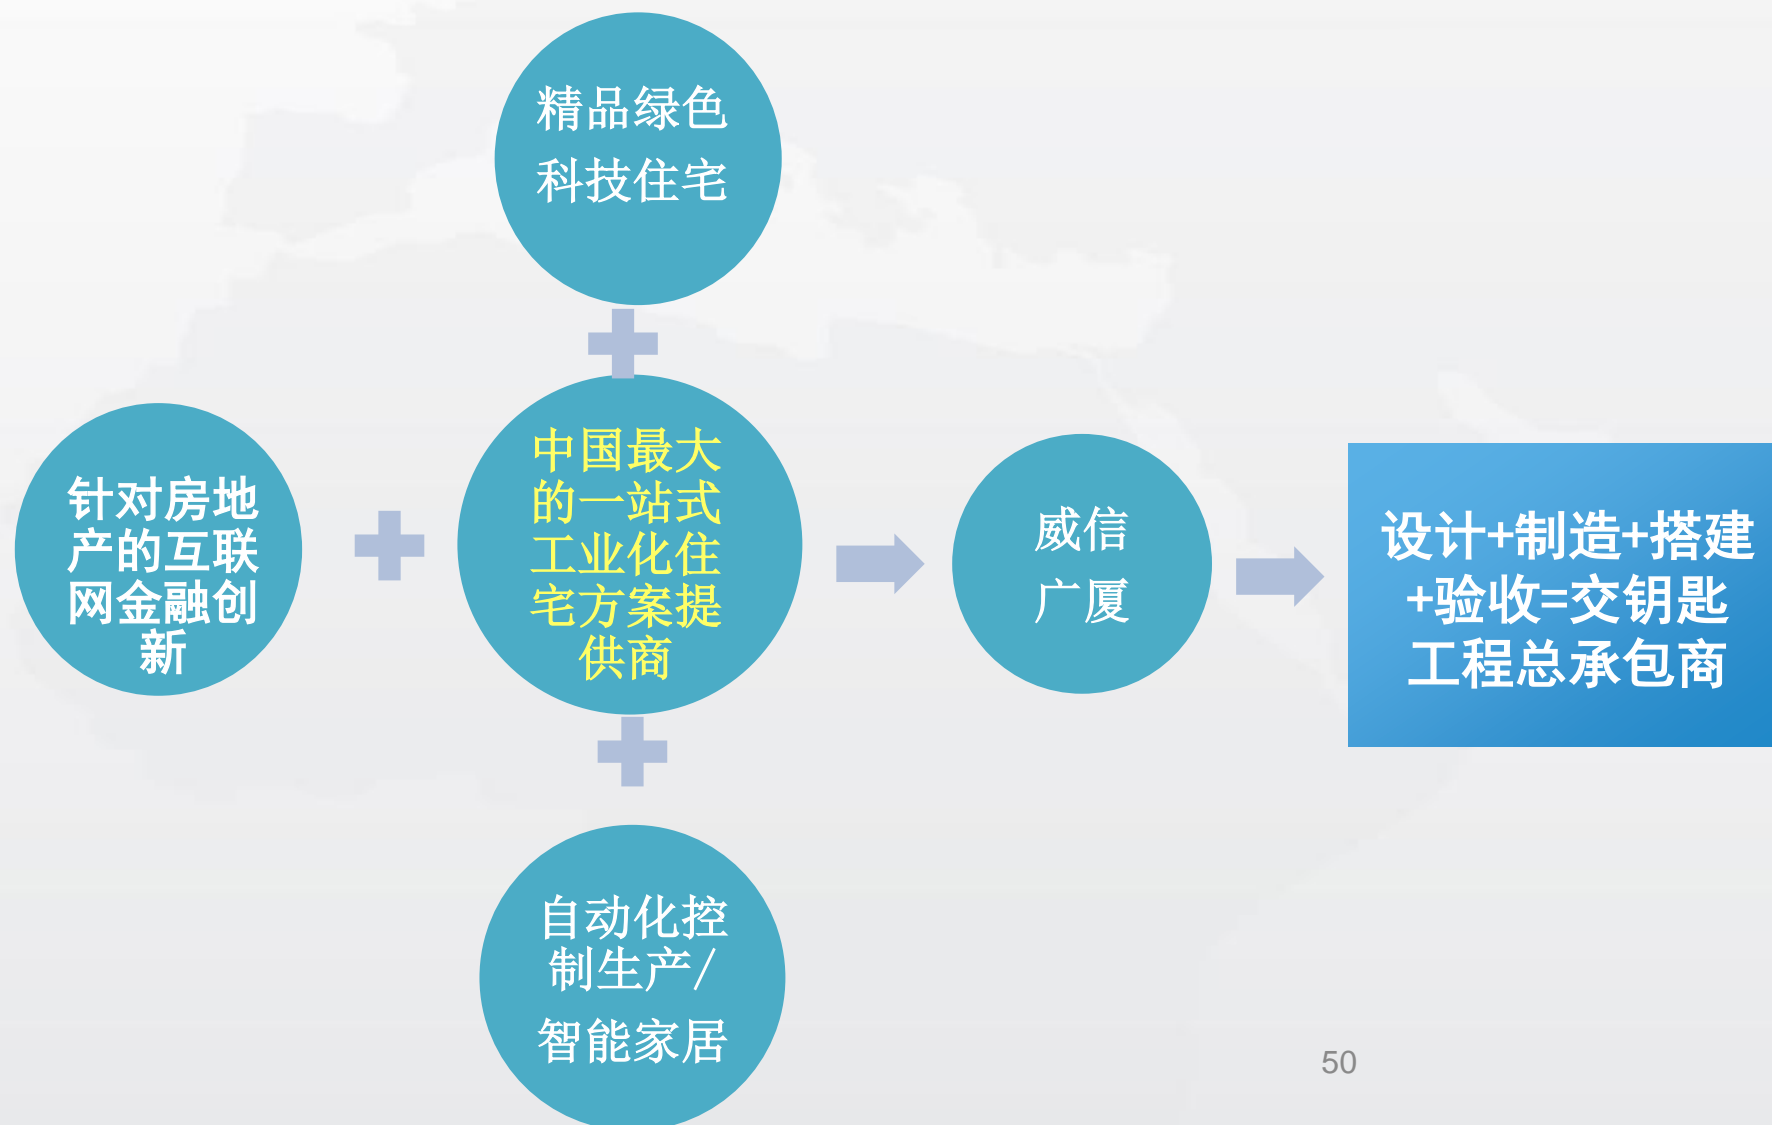 精品绿色
科技住宅
针对房地
产的互联
网金融创
新
中国最大
的一站式
工业化住
宅方案提
供商
威信
广厦
设计+制造+搭建
+验收=交钥匙
工程总承包商
自动化控
制生产/
智能家居
50